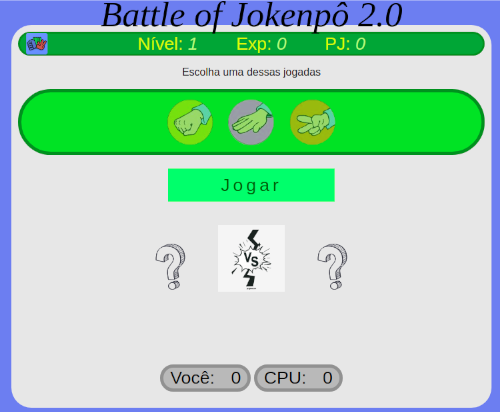 Battle of Jokenpô 2.0
Nível: 1 Exp: 0 PJ: 0
Escolha uma dessas jogadas
Jogar
? VS ?
Você: 0 CPU: 0